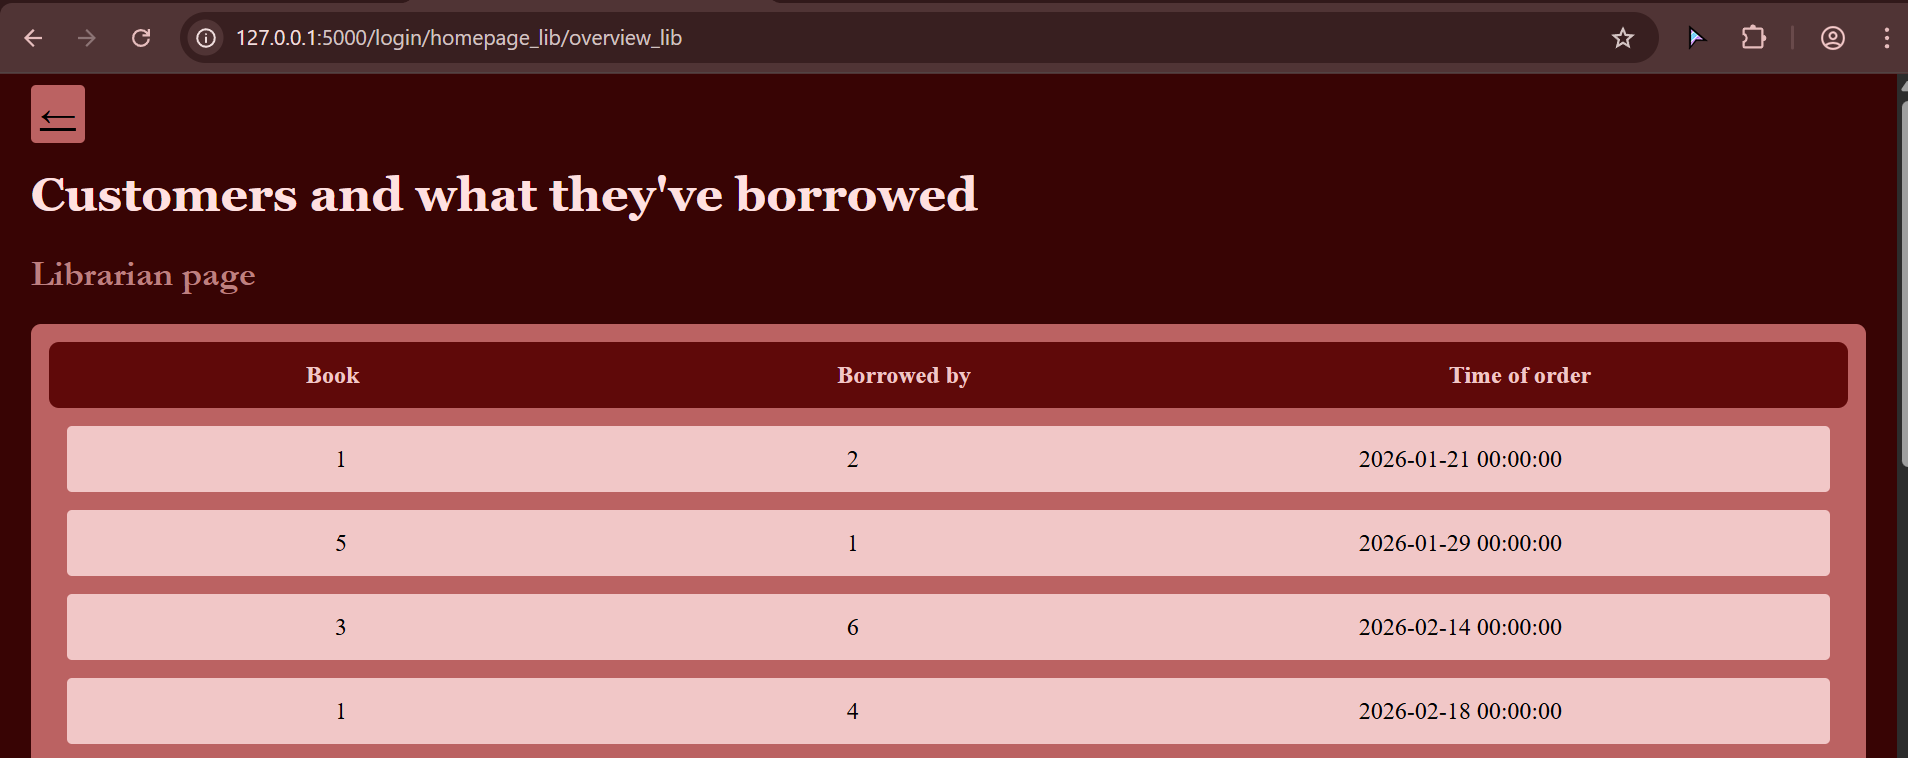 127.0.0.1:5000/login/homepage_lib/overview_lib
←
Customers and what they've borrowed
Librarian page
Book Borrowed by Time of order
1 2 2026-01-21 00:00:00
5 1 2026-01-29 00:00:00
3 6 2026-02-14 00:00:00
1 4 2026-02-18 00:00:00